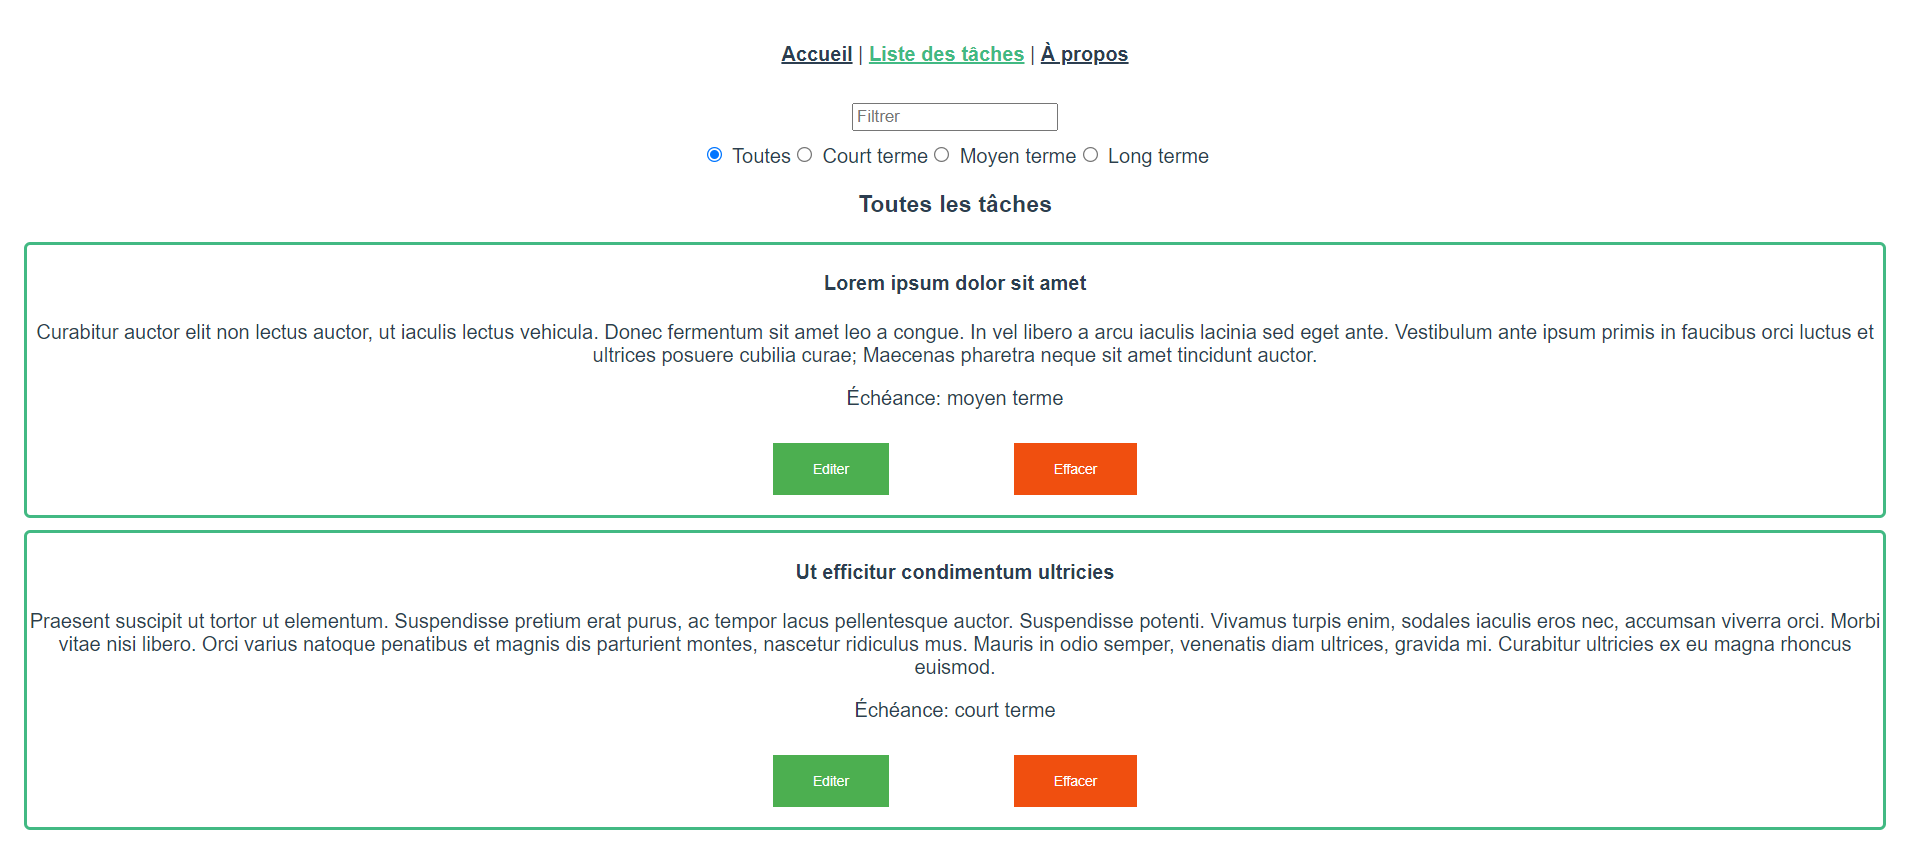 Accueil | Liste des tâches | À propos
Filtrer
Toutes Court terme Moyen terme Long terme
Toutes les tâches
Lorem ipsum dolor sit amet
Curabitur auctor elit non lectus auctor, ut iaculis lectus vehicula. Donec fermentum sit amet leo a congue. In vel libero a arcu iaculis lacinia sed eget ante. Vestibulum ante ipsum primis in faucibus orci luctus et
ultrices posuere cubilia curae; Maecenas pharetra neque sit amet tincidunt auctor.
Échéance: moyen terme
Editer Effacer
Ut efficitur condimentum ultricies
Praesent suscipit ut tortor ut elementum. Suspendisse pretium erat purus, ac tempor lacus pellentesque auctor. Suspendisse potenti. Vivamus turpis enim, sodales iaculis eros nec, accumsan viverra orci. Morbi
vitae nisi libero. Orci varius natoque penatibus et magnis dis parturient montes, nascetur ridiculus mus. Mauris in odio semper, venenatis diam ultrices, gravida mi. Curabitur ultricies ex eu magna rhoncus
euismod.
Échéance: court terme
Editer Effacer